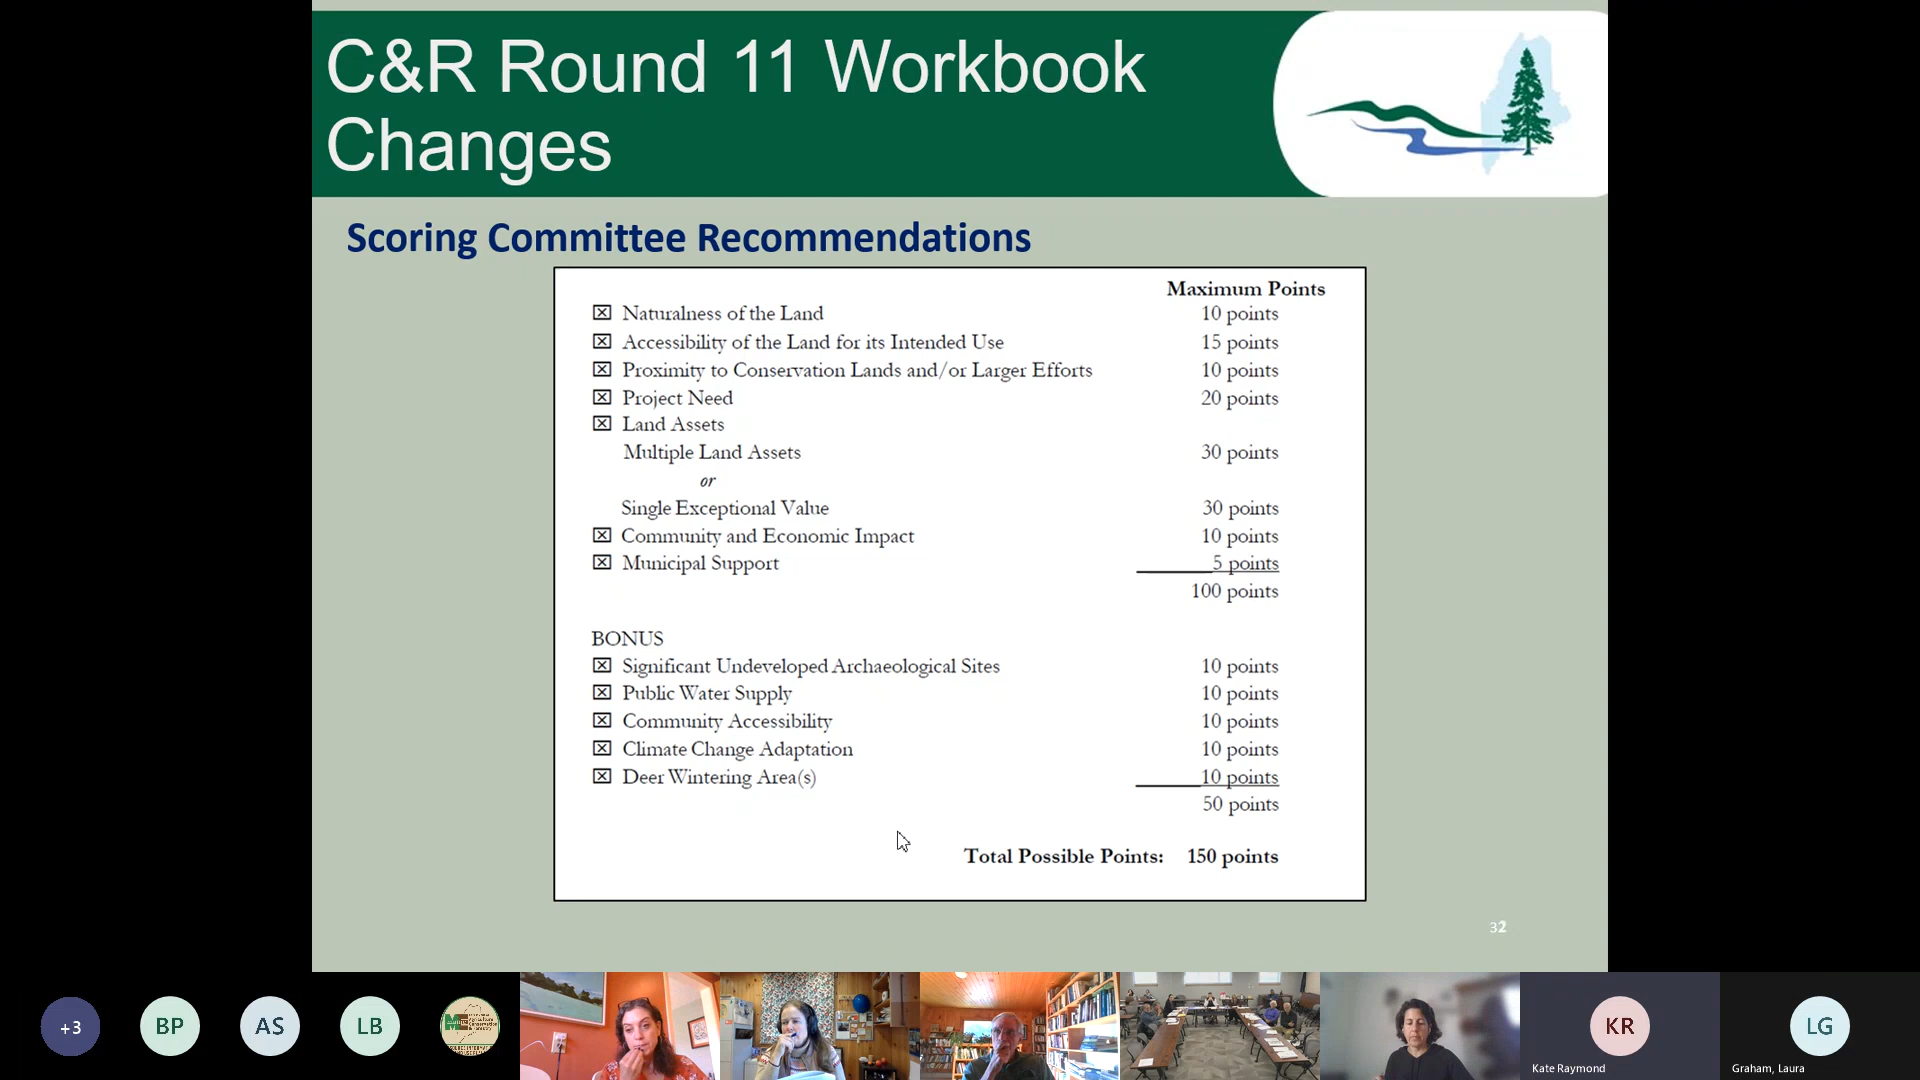 C&R Round 11 Workbook
Changes
Scoring Committee Recommendations
Maximum Points
☒ Naturalness of the Land 10 points
☒ Accessibility of the Land for its Intended Use 15 points
☒ Proximity to Conservation Lands and/or Larger Efforts 10 points
☒ Project Need 20 points
☒ Land Assets
Multiple Land Assets 30 points
or
Single Exceptional Value 30 points
☒ Community and Economic Impact 10 points
☒ Municipal Support 5 points
100 points
BONUS
☒ Significant Undeveloped Archaeological Sites 10 points
☒ Public Water Supply 10 points
☒ Community Accessibility 10 points
☒ Climate Change Adaptation 10 points
☒ Deer Wintering Area(s) 10 points
50 points
Total Possible Points: 150 points
32
+3
BP
AS
LB
KR
Kate Raymond
LG
Graham, Laura